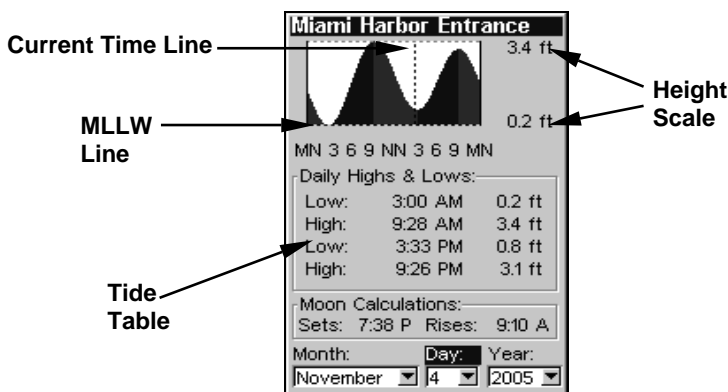 Miami Harbor Entrance
Current Time Line
3.4 ft
Height
Scale
MLLW
Line
0.2 ft
MN 3 6 9 NN 3 6 9 MN
Daily Highs & Lows:
Low: 3:00 AM 0.2 ft
High: 9:28 AM 3.4 ft
Low: 3:33 PM 0.8 ft
High: 9:26 PM 3.1 ft
Tide
Table
Moon Calculations:
Sets: 7:38 P Rises: 9:10 A
Month: Day: Year:
November 4 2005